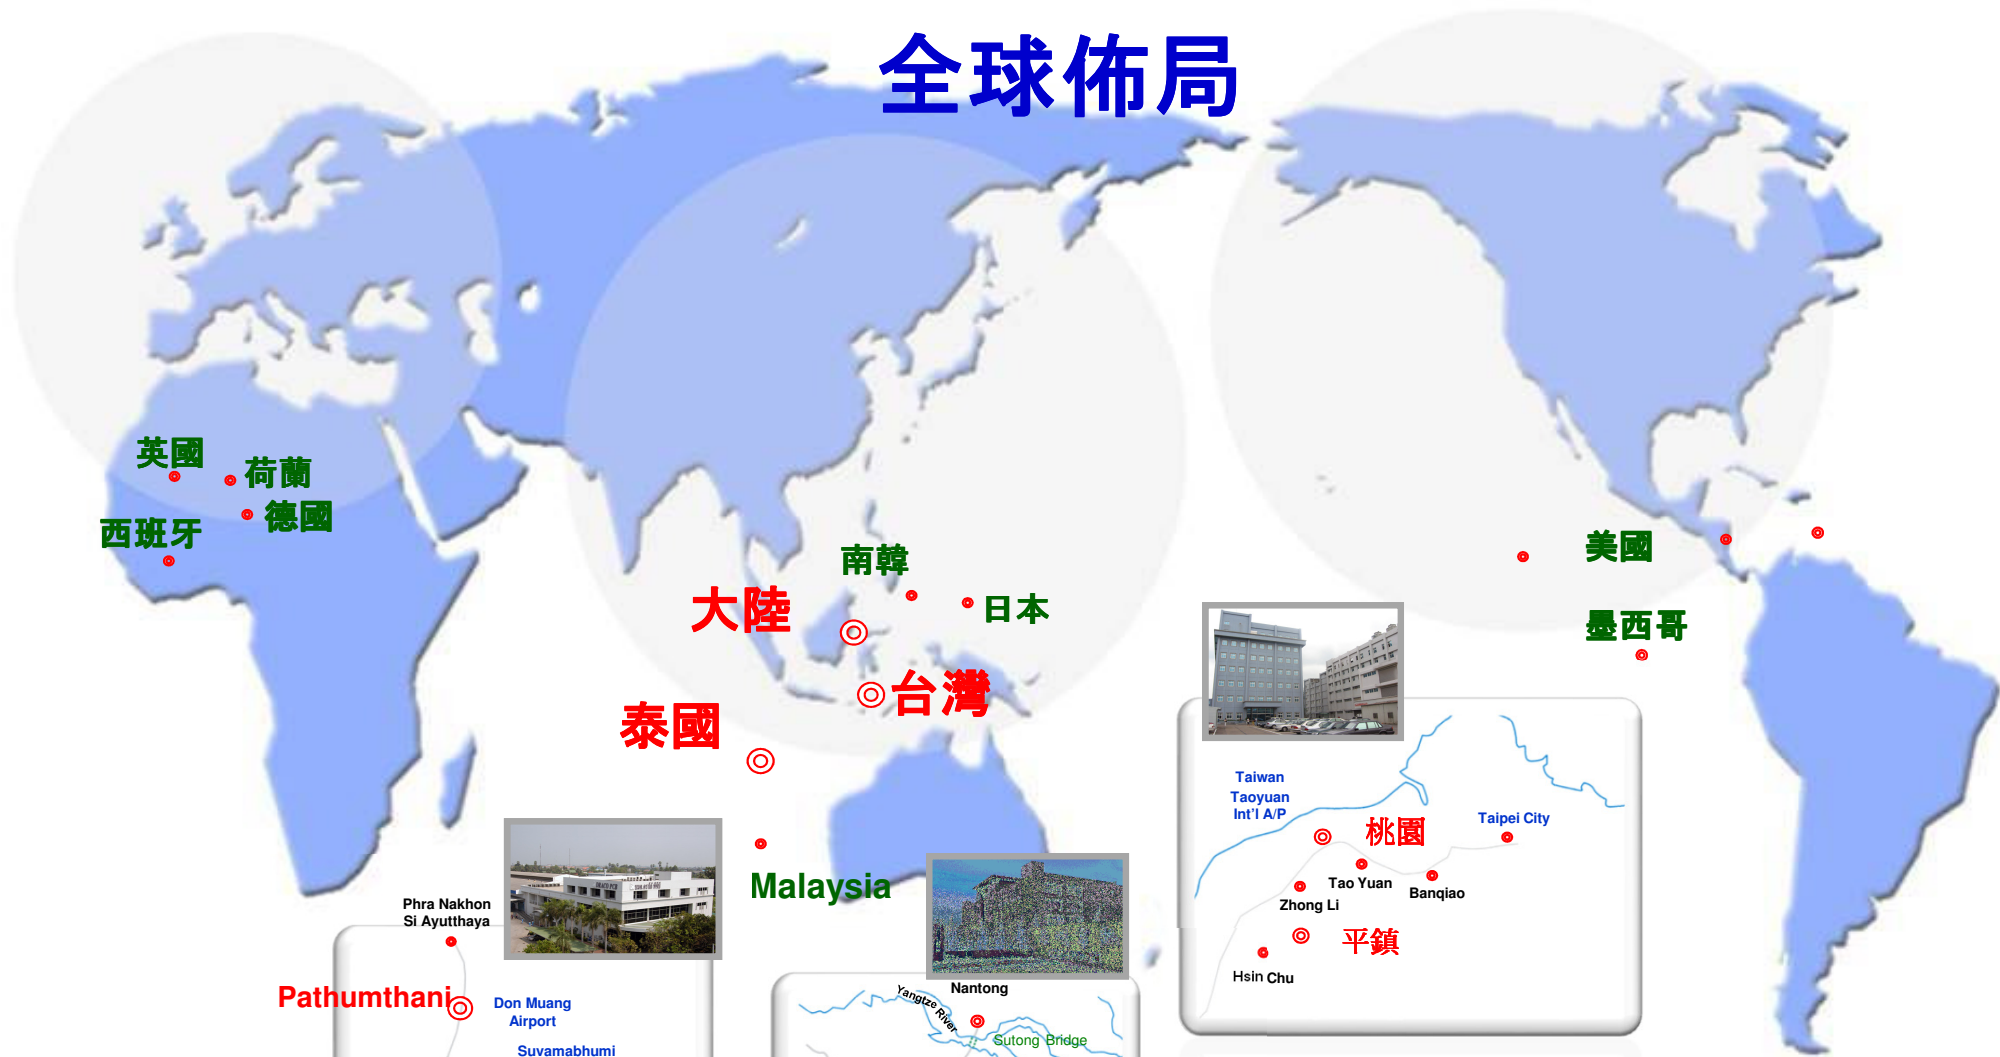 全球佈局
英國
荷蘭
德國
西班牙
南韓
日本
大陸
台灣
泰國
Malaysia
美國
墨西哥
Taiwan
Taoyuan
Int'l A/P
桃園
Taipei City
Tao Yuan
Banqiao
Zhong Li
平鎮
Hsin Chu
Phra Nakhon
Si Ayutthaya
Pathumthani
Don Muang
Airport
Suvarnabhumi
Nantong
Yangtze River
Sutong Bridge